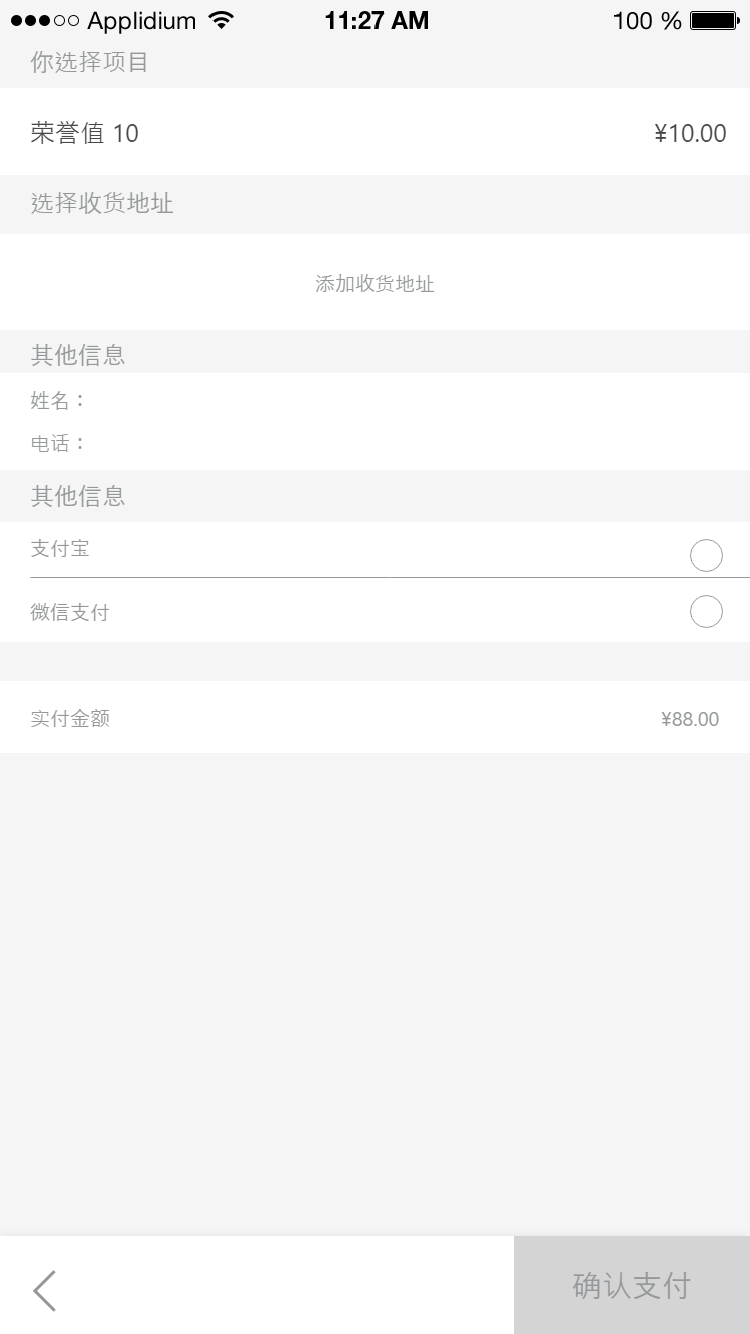 Applidium 11:27 AM 100 %
你选择项目
荣誉值 10 ¥10.00
选择收货地址
添加收货地址
其他信息
姓名：
电话：
其他信息
支付宝
微信支付
实付金额 ¥88.00
确认支付